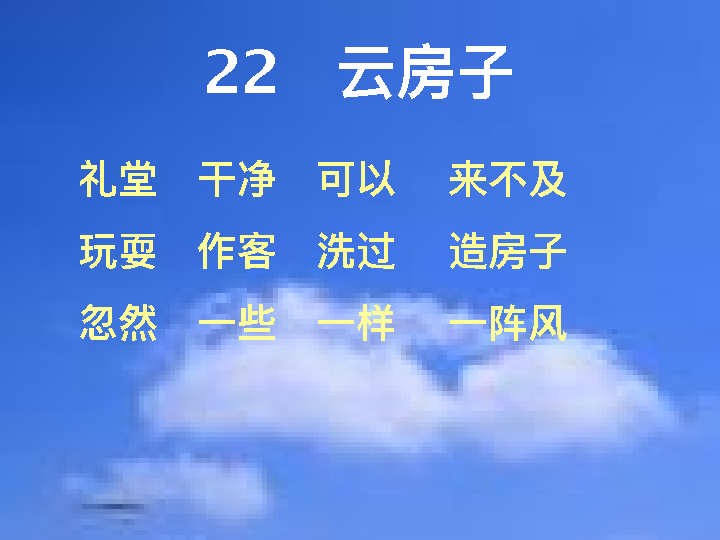 22 云房子
礼堂 干净 可以 来不及
玩耍 作客 洗过 造房子
忽然 一些 一样 一阵风